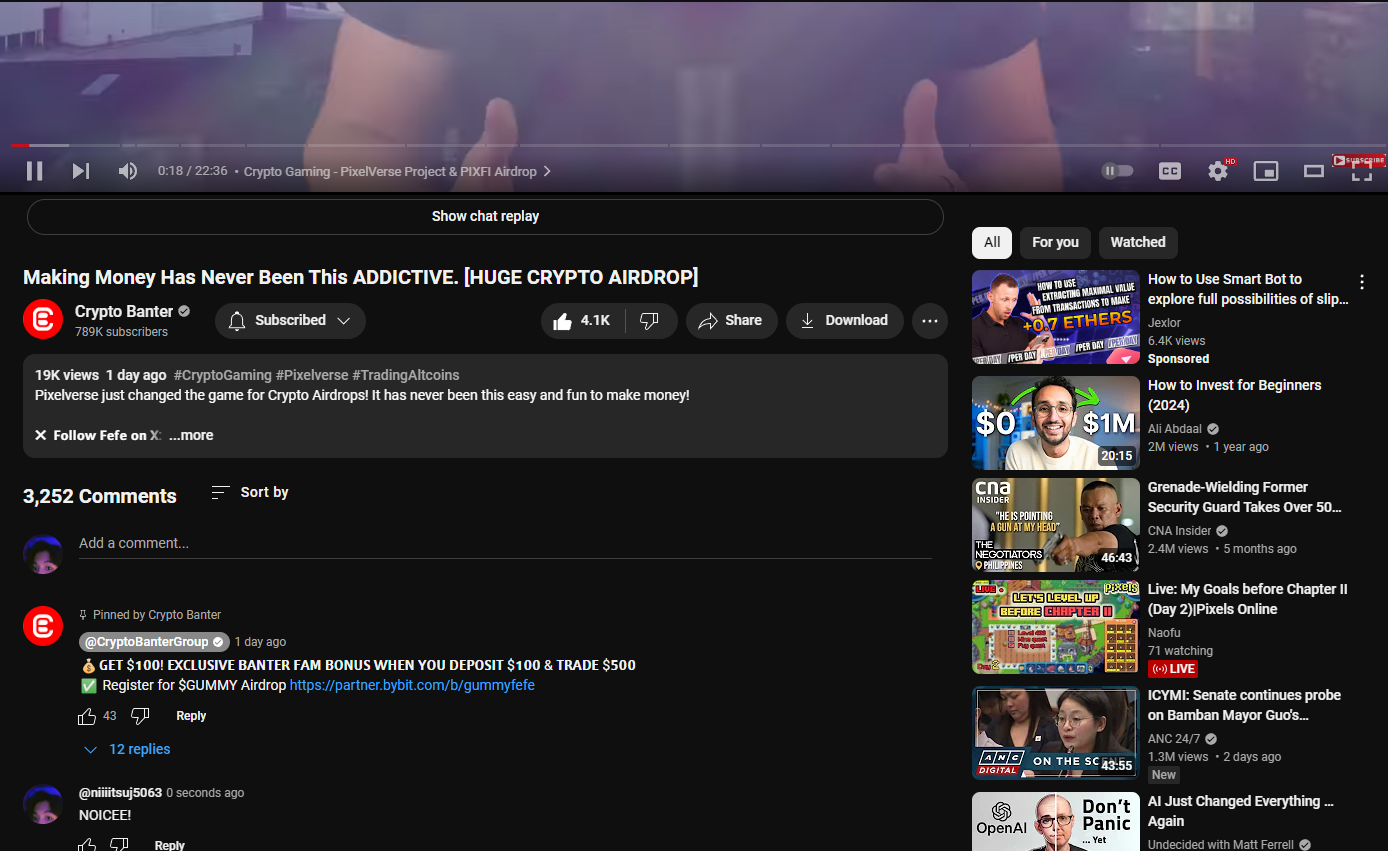 0:18 / 22:36 • Crypto Gaming - PixelVerse Project & PIXFI Airdrop
CC
HD
SUBSCRIBE
Show chat replay
Making Money Has Never Been This ADDICTIVE. [HUGE CRYPTO AIRDROP]
Crypto Banter
789K subscribers
Subscribed
4.1K
Share
Download
19K views 1 day ago #CryptoGaming #Pixelverse #TradingAltcoins
Pixelverse just changed the game for Crypto Airdrops! It has never been this easy and fun to make money!
✕ Follow Fefe on X: ...more
3,252 Comments
Sort by
Add a comment...
Pinned by Crypto Banter
@CryptoBanterGroup 1 day ago
💰GET $100! EXCLUSIVE BANTER FAM BONUS WHEN YOU DEPOSIT $100 & TRADE $500
✅ Register for $GUMMY Airdrop https://partner.bybit.com/b/gummyfefe
43
Reply
12 replies
@niiiitsuj5063 0 seconds ago
NOICEE!
Reply
All
For you
Watched
HOW TO USE
EXTRACTING MAXIMAL VALUE
FROM TRANSACTIONS TO MAKE
+0.7 ETHERS
/PER DAY /PER DAY /PER DAY /PER DAY
How to Use Smart Bot to
explore full possibilities of slip...
Jexlor
6.4K views
Sponsored
$0
$1M
20:15
How to Invest for Beginners
(2024)
Ali Abdaal
2M views • 1 year ago
cna
INSIDER
"HE IS POINTING
A GUN AT MY HEAD"
THE
NEGOTIATORS
PHILIPPINES
46:43
Grenade-Wielding Former
Security Guard Takes Over 50...
CNA Insider
2.4M views • 5 months ago
LIVE
PIXELS
LET'S LEVEL UP
BEFORE CHAPTER II
Day 2
Live: My Goals before Chapter II
(Day 2)|Pixels Online
Naofu
71 watching
LIVE
ANC
DIGITAL
ON THE SCENE
43:55
ICYMI: Senate continues probe
on Bamban Mayor Guo's...
ANC 24/7
1.3M views • 2 days ago
New
OpenAI
Don't
Panic
... Yet
AI Just Changed Everything …
Again
Undecided with Matt Ferrell